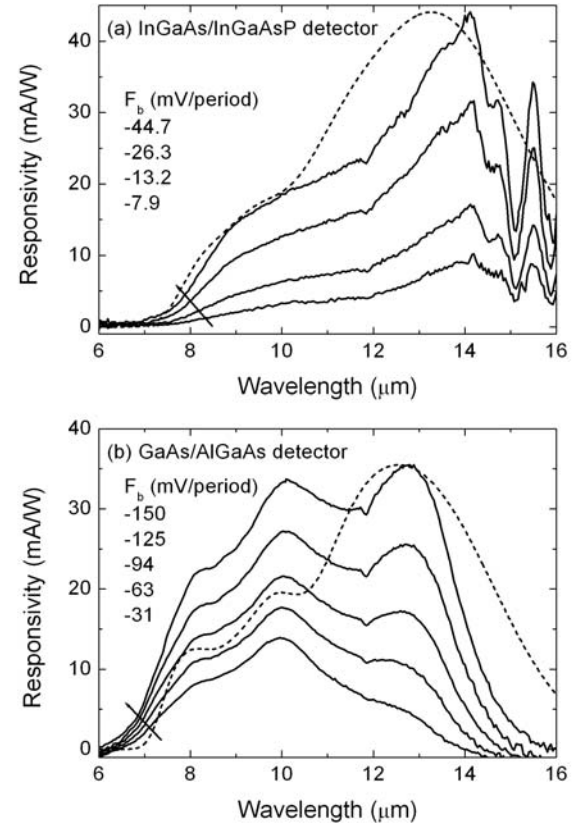 (a) InGaAs/InGaAsP detector
F_b (mV/period)
-44.7
-26.3
-13.2
-7.9
Responsivity (mA/W)
40
30
20
10
0
6 8 10 12 14 16
Wavelength (μm)
(b) GaAs/AlGaAs detector
F_b (mV/period)
-150
-125
-94
-63
-31
Responsivity (mA/W)
40
30
20
10
0
6 8 10 12 14 16
Wavelength (μm)